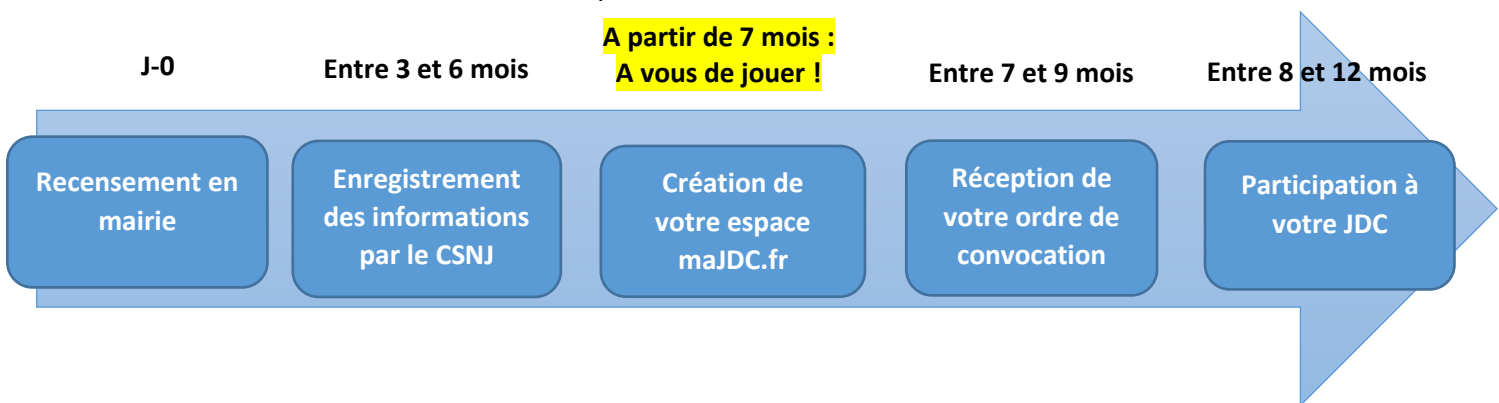 J-0
Entre 3 et 6 mois
A partir de 7 mois :
A vous de jouer !
Entre 7 et 9 mois
Entre 8 et 12 mois
Recensement en
mairie
Enregistrement
des informations
par le CSNJ
Création de
votre espace
maJDC.fr
Réception de
votre ordre de
convocation
Participation à
votre JDC